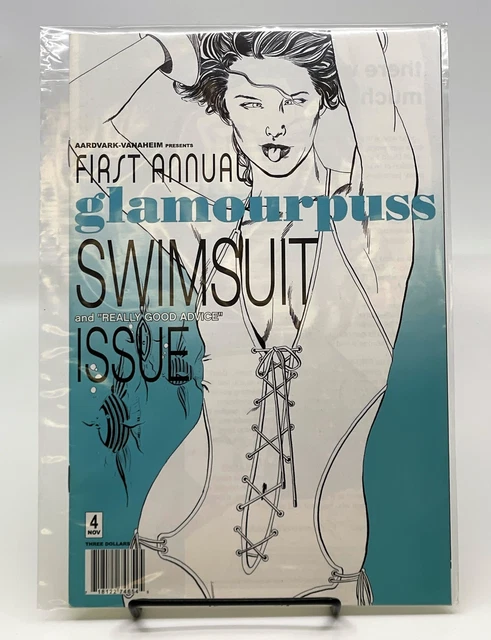 AARDVARK-VANAHEIM PRESENTS
FIRST ANNUAL
glamourpuss
SWIMSUIT
and "REALLY GOOD ADVICE"
ISSUE
4
NOV
THREE DOLLARS